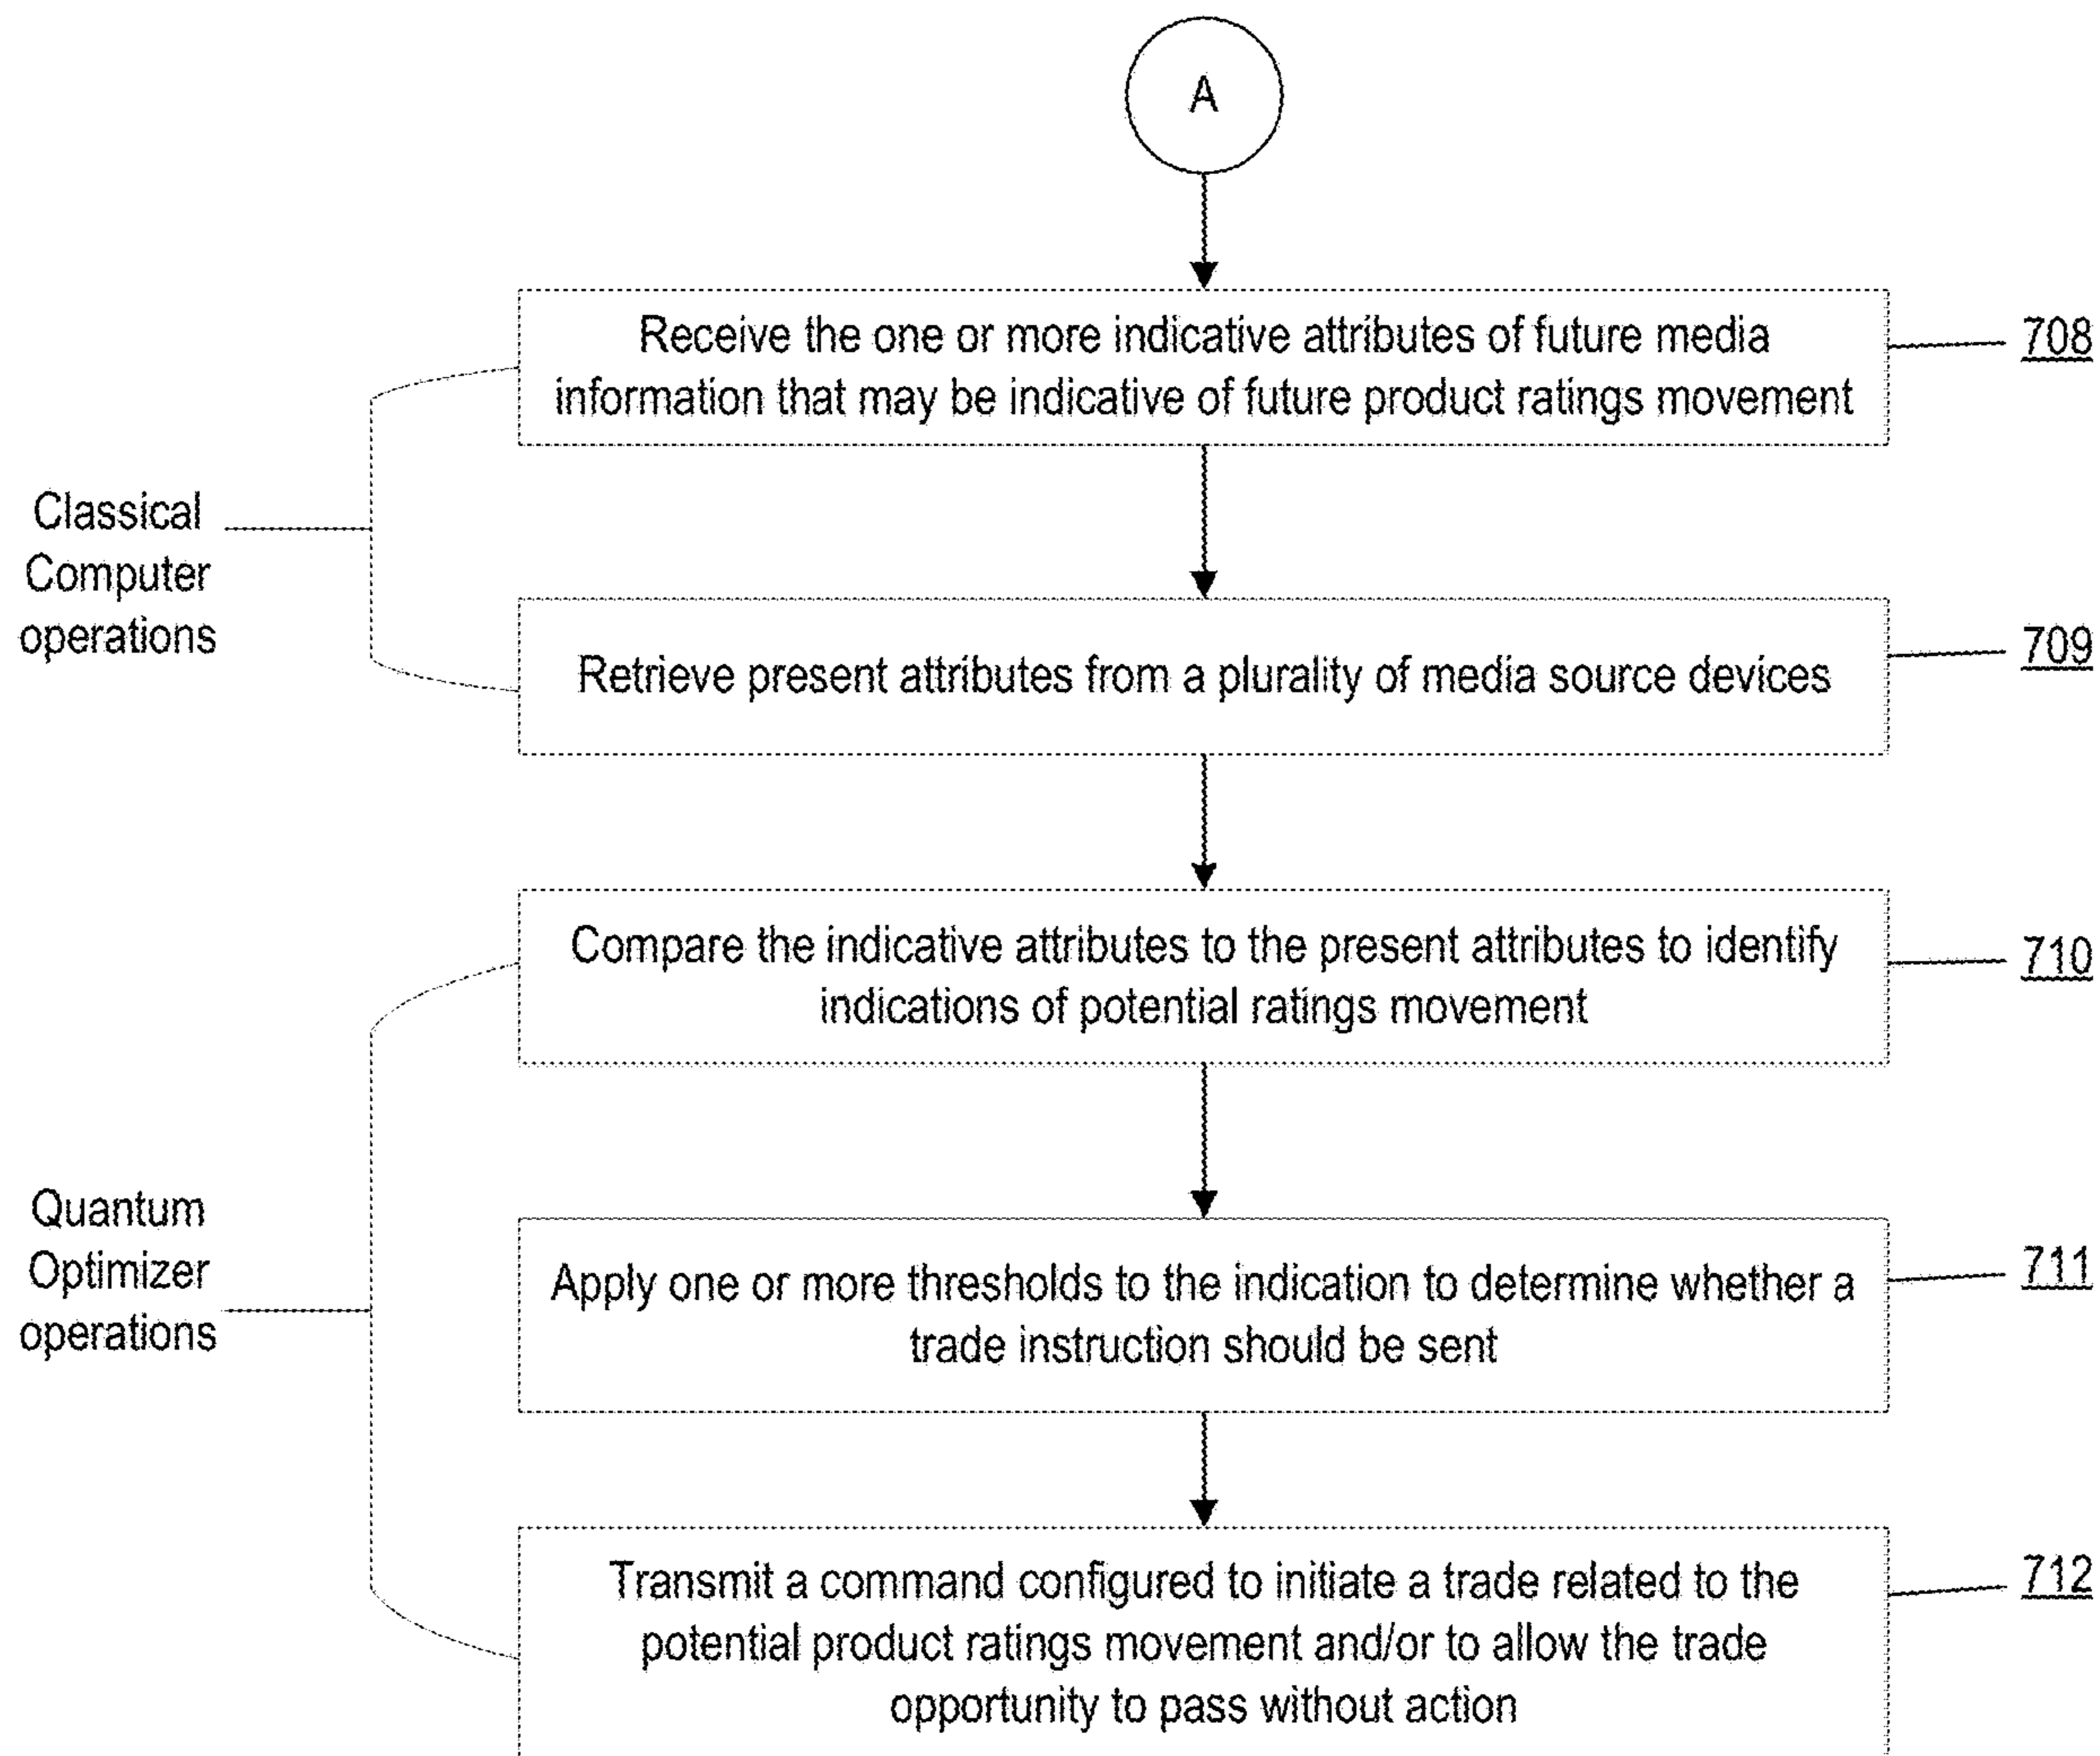 A
Receive the one or more indicative attributes of future media
information that may be indicative of future product ratings movement
708
Classical
Computer
operations
Retrieve present attributes from a plurality of media source devices
709
Compare the indicative attributes to the present attributes to identify
indications of potential ratings movement
710
Quantum
Optimizer
operations
Apply one or more thresholds to the indication to determine whether a
trade instruction should be sent
711
Transmit a command configured to initiate a trade related to the
potential product ratings movement and/or to allow the trade
opportunity to pass without action
712